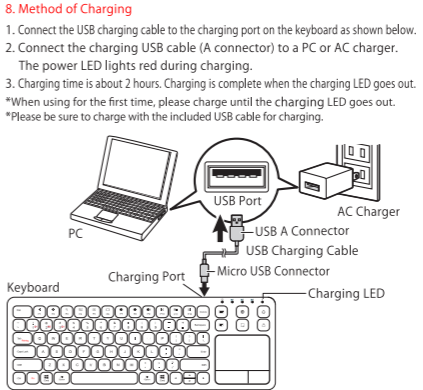 8. Method of Charging
1. Connect the USB charging cable to the charging port on the keyboard as shown below.
2. Connect the charging USB cable (A connector) to a PC or AC charger.
The power LED lights red during charging.
3. Charging time is about 2 hours. Charging is complete when the charging LED goes out.
*When using for the first time, please charge until the charging LED goes out.
*Please be sure to charge with the included USB cable for charging.
USB Port
AC Charger
PC
USB A Connector
USB Charging Cable
Charging Port
Micro USB Connector
Keyboard
Charging LED